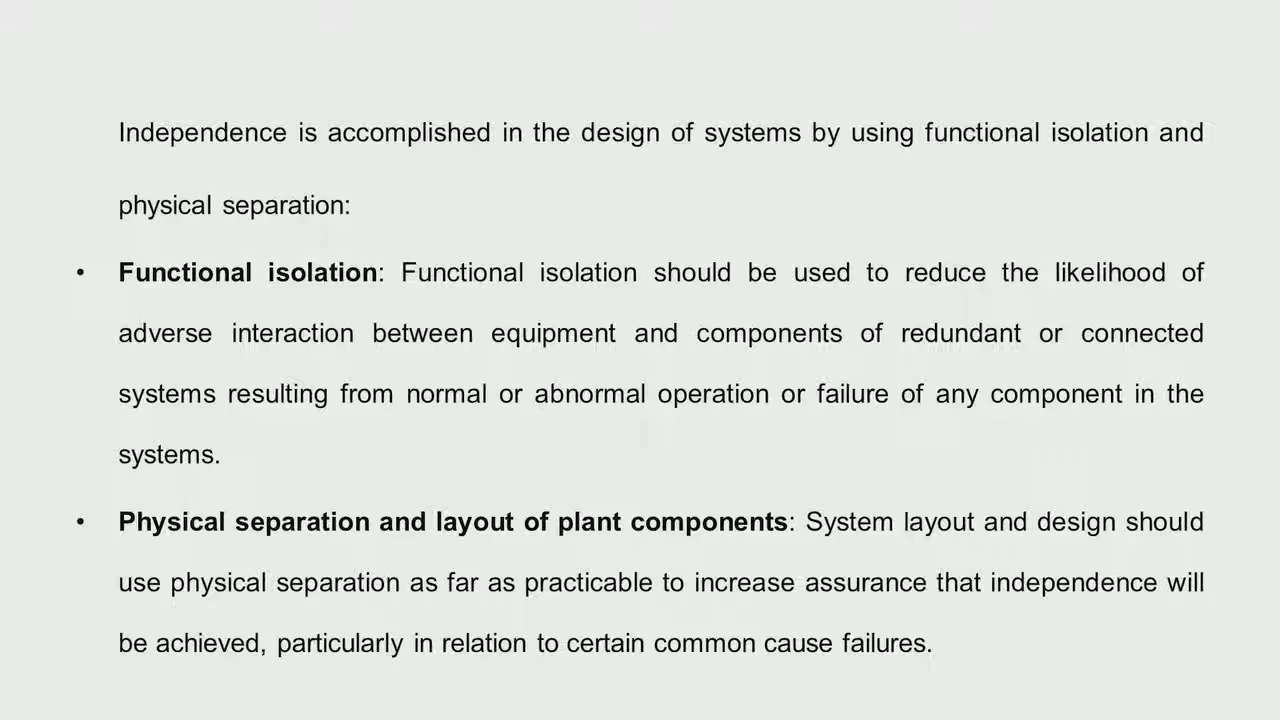 Independence is accomplished in the design of systems by using functional isolation and
physical separation:
• Functional isolation: Functional isolation should be used to reduce the likelihood of
adverse interaction between equipment and components of redundant or connected
systems resulting from normal or abnormal operation or failure of any component in the
systems.
• Physical separation and layout of plant components: System layout and design should
use physical separation as far as practicable to increase assurance that independence will
be achieved, particularly in relation to certain common cause failures.